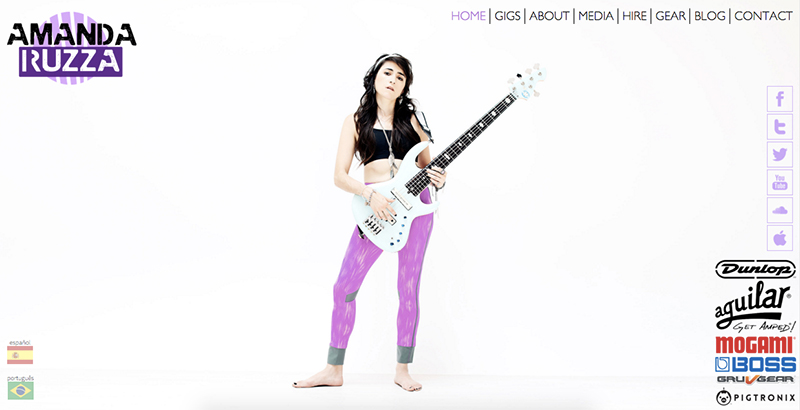 AMANDA
RUZZA
HOME | GIGS | ABOUT | MEDIA | HIRE | GEAR | BLOG | CONTACT
You
Tube
DUNLOP
aguilar®
GET AMPED!
MOGAMI
BOSS
GRUVGEAR
PIGTRONIX
español
português